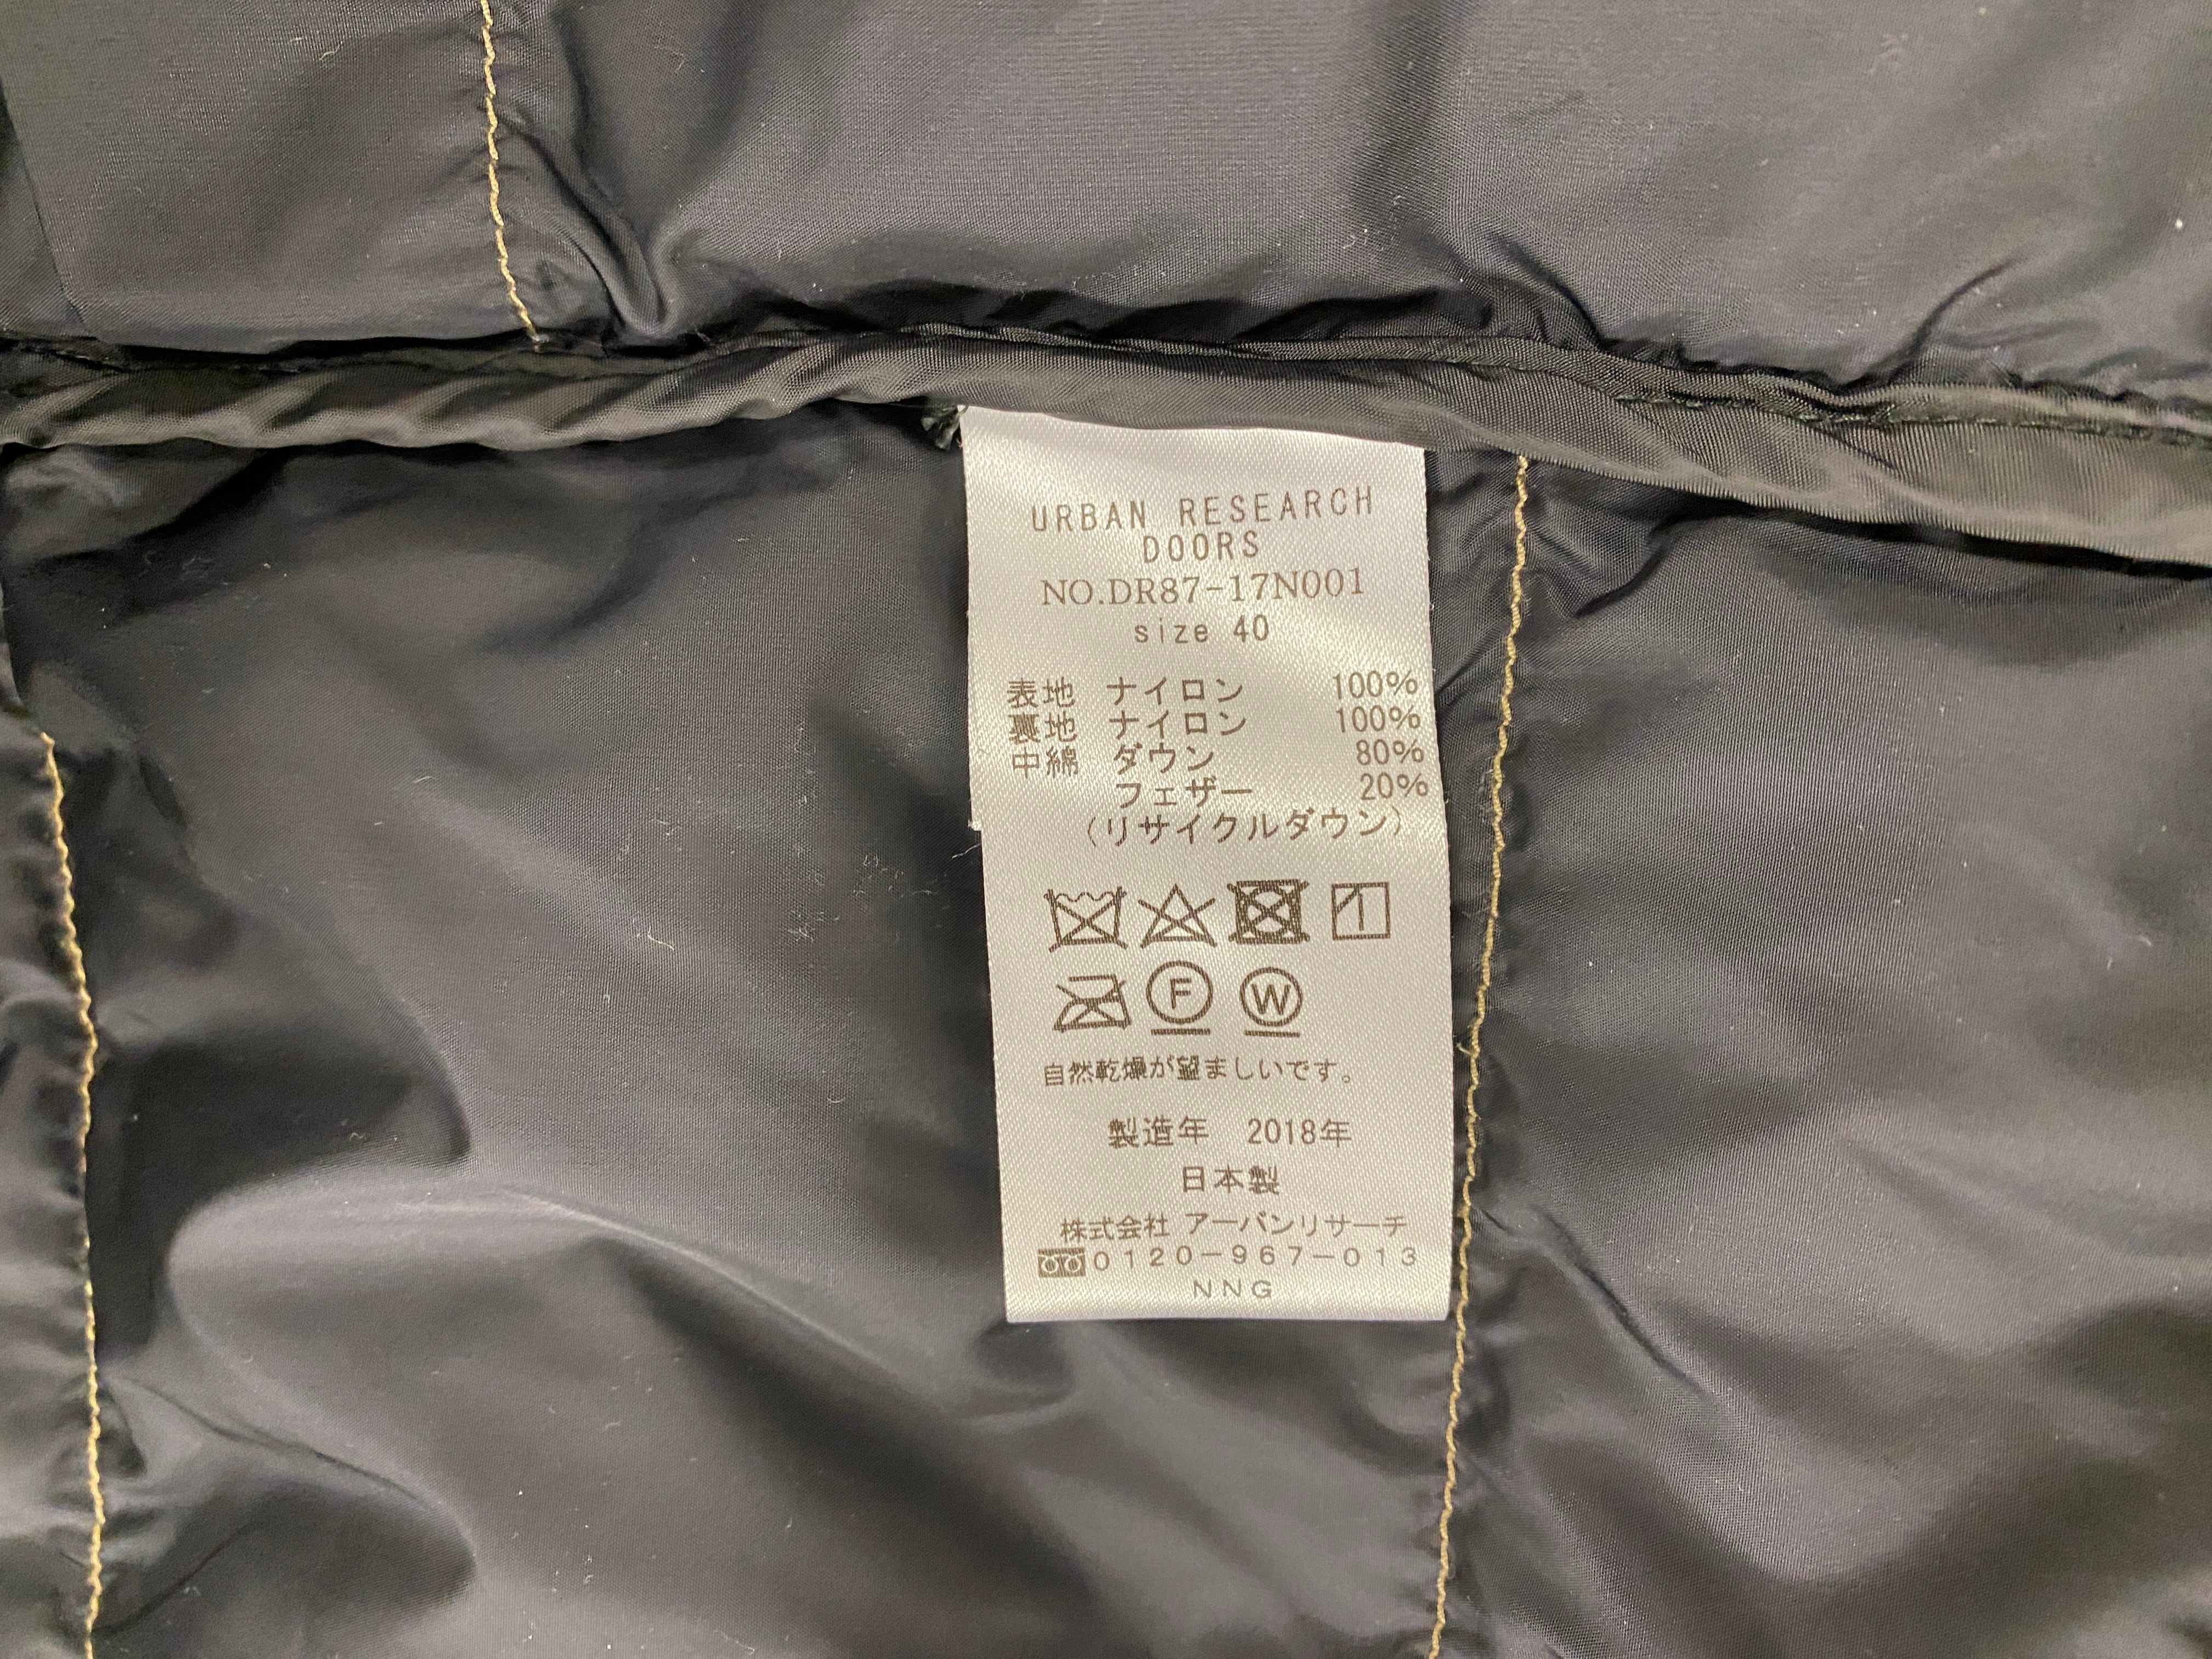 URBAN RESEARCH
DOORS
NO.DR87-17N001
size 40
表地 ナイロン 100%
裏地 ナイロン 100%
中綿 ダウン 80%
フェザー 20%
(リサイクルダウン)
F W
自然乾燥が望ましいです。
製造年 2018年
日本製
株式会社 アーバンリサーチ
0120-967-013
NNG